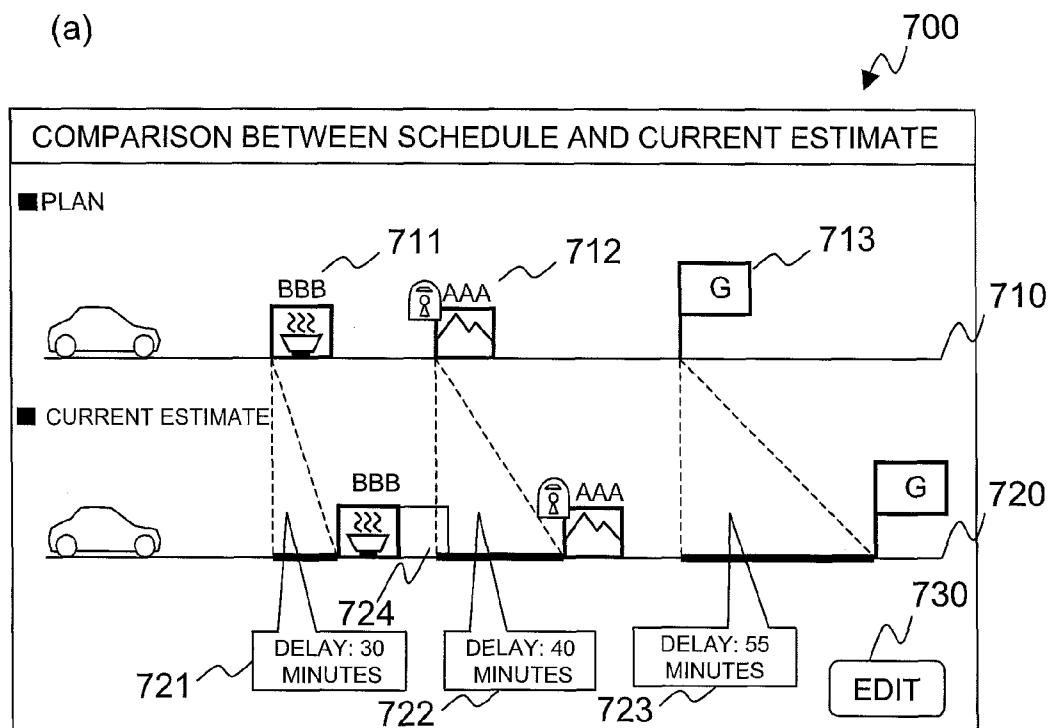 (a)
700
COMPARISON BETWEEN SCHEDULE AND CURRENT ESTIMATE
PLAN
711
712
713
BBB
AAA
G
710
CURRENT ESTIMATE
BBB
AAA
G
720
724
730
DELAY: 30
MINUTES
DELAY: 40
MINUTES
DELAY: 55
MINUTES
721
722
723
EDIT